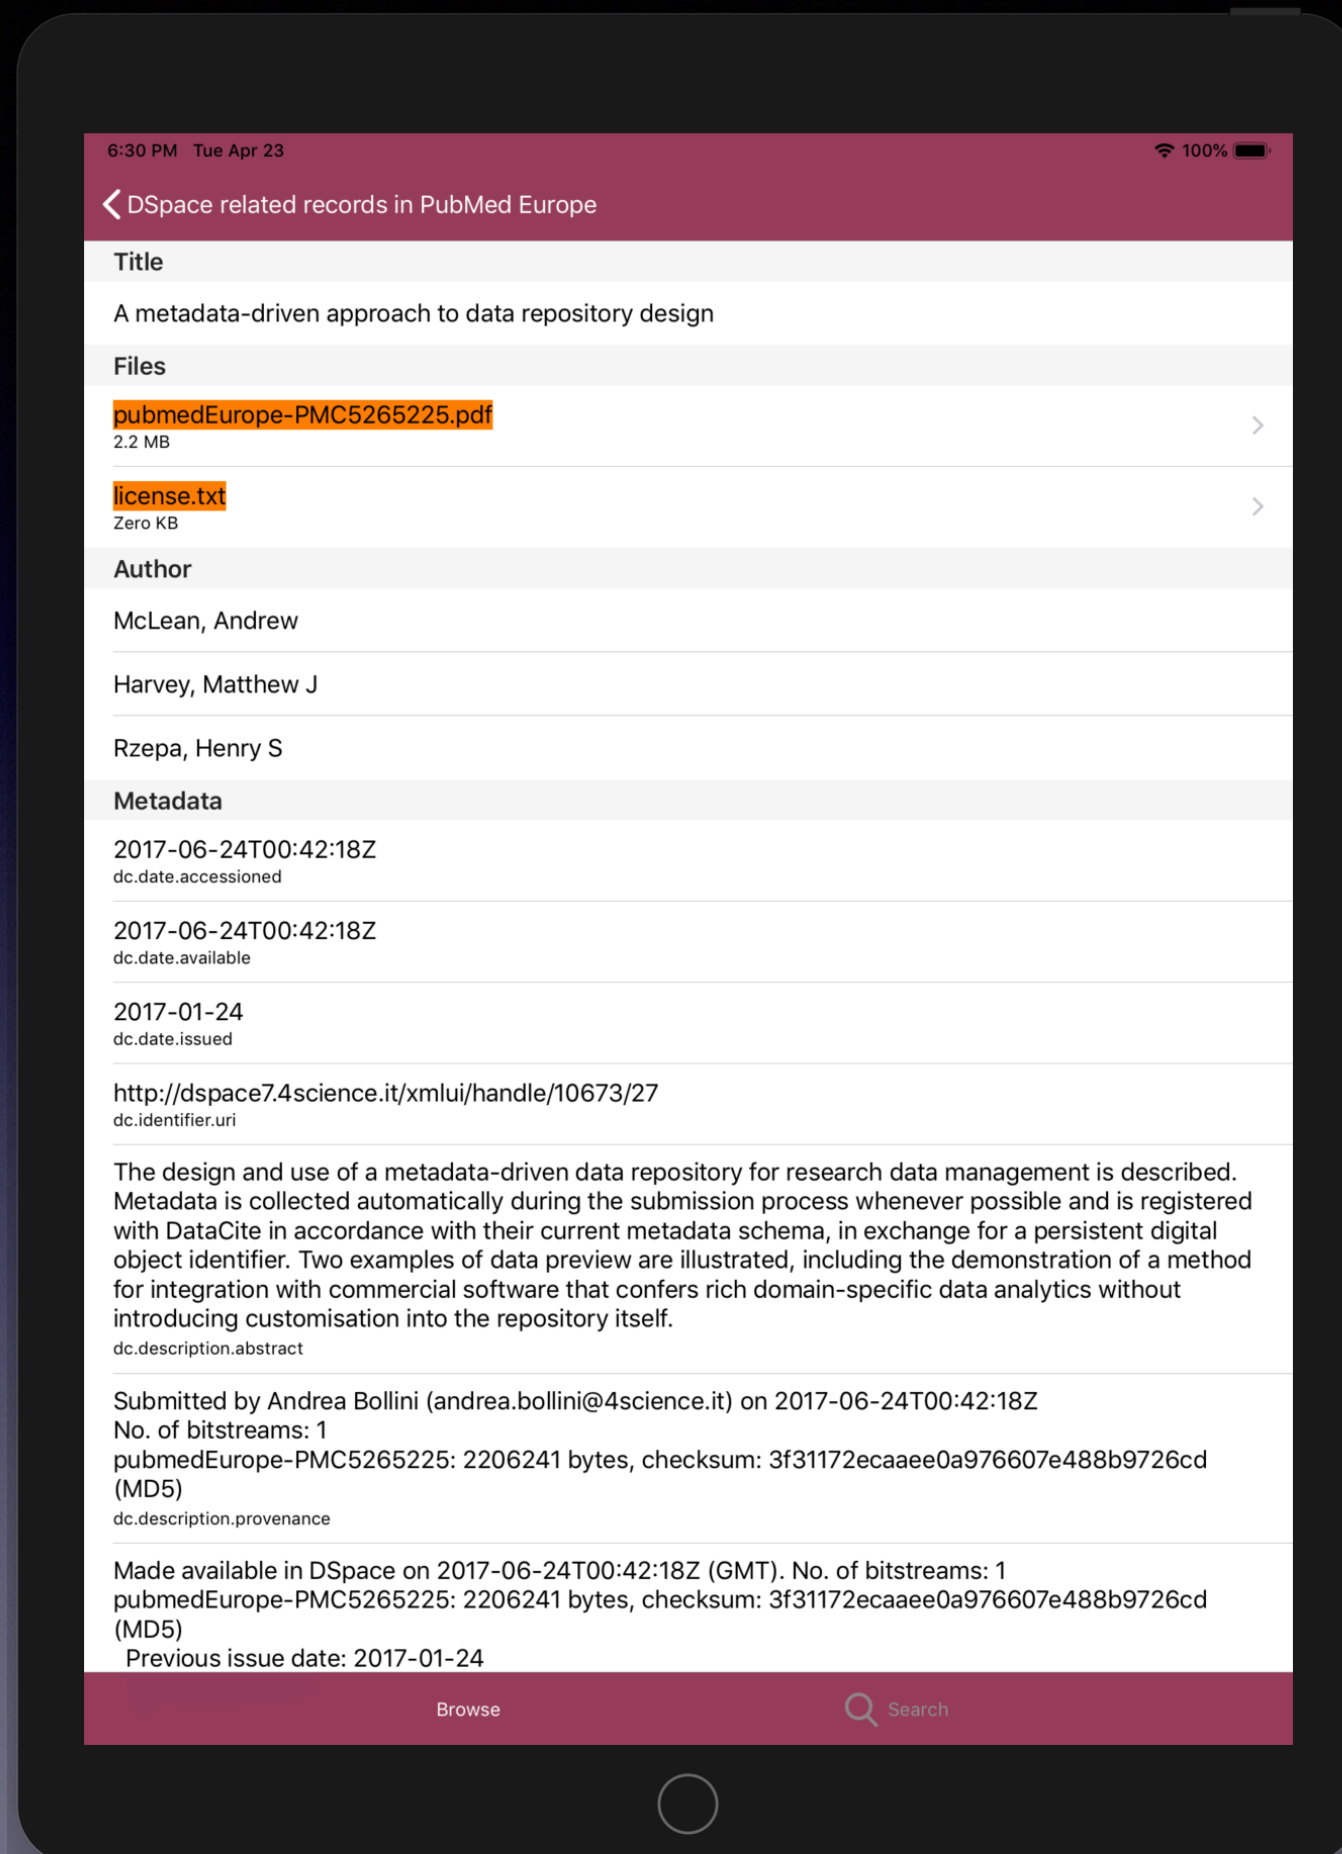 6:30 PM Tue Apr 23
100%
DSpace related records in PubMed Europe
Title
A metadata-driven approach to data repository design
Files
pubmedEurope-PMC5265225.pdf
2.2 MB
license.txt
Zero KB
Author
McLean, Andrew
Harvey, Matthew J
Rzepa, Henry S
Metadata
2017-06-24T00:42:18Z
dc.date.accessioned
2017-06-24T00:42:18Z
dc.date.available
2017-01-24
dc.date.issued
http://dspace7.4science.it/xmlui/handle/10673/27
dc.identifier.uri
The design and use of a metadata-driven data repository for research data management is described.
Metadata is collected automatically during the submission process whenever possible and is registered
with DataCite in accordance with their current metadata schema, in exchange for a persistent digital
object identifier. Two examples of data preview are illustrated, including the demonstration of a method
for integration with commercial software that confers rich domain-specific data analytics without
introducing customisation into the repository itself.
dc.description.abstract
Submitted by Andrea Bollini (andrea.bollini@4science.it) on 2017-06-24T00:42:18Z
No. of bitstreams: 1
pubmedEurope-PMC5265225: 2206241 bytes, checksum: 3f31172ecaaee0a976607e488b9726cd
(MD5)
dc.description.provenance
Made available in DSpace on 2017-06-24T00:42:18Z (GMT). No. of bitstreams: 1
pubmedEurope-PMC5265225: 2206241 bytes, checksum: 3f31172ecaaee0a976607e488b9726cd
(MD5)
Previous issue date: 2017-01-24
Browse
Search